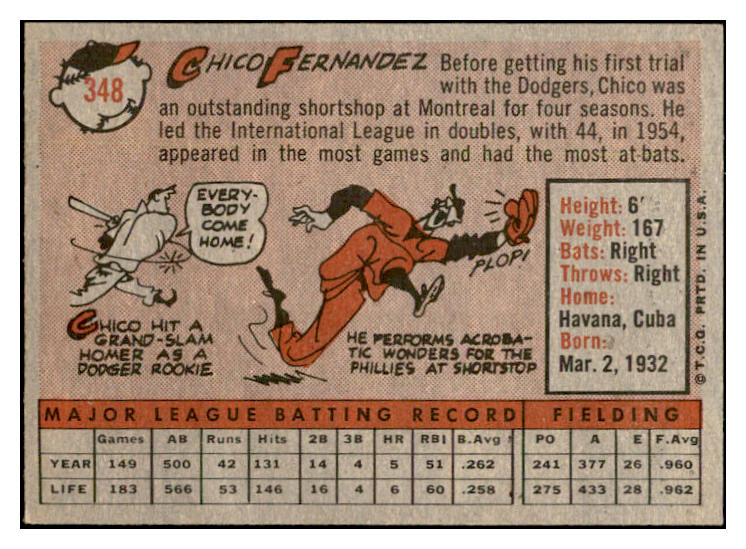 348
CHICO FERNANDEZ
Before getting his first trial
with the Dodgers, Chico was
an outstanding shortshop at Montreal for four seasons. He
led the International League in doubles, with 44, in 1954,
appeared in the most games and had the most at-bats.
EVERY-
BODY
COME
HOME!
CHICO HIT A
GRAND-SLAM
HOMER AS A
DODGER ROOKIE.
PLOP!
HE PERFORMS ACROBA-
TIC WONDERS FOR THE
PHILLIES AT SHORTSTOP
Height: 6'
Weight: 167
Bats: Right
Throws: Right
Home:
Havana, Cuba
Born:
Mar. 2, 1932
© T.C.G. PRTD. IN U.S.A.
MAJOR LEAGUE BATTING RECORD FIELDING
Games AB Runs Hits 2B 3B HR RBI B.Avg PO A E F.Avg
YEAR 149 500 42 131 14 4 5 51 .262 241 377 26 .960
LIFE 183 566 53 146 16 4 6 60 .258 275 433 28 .962